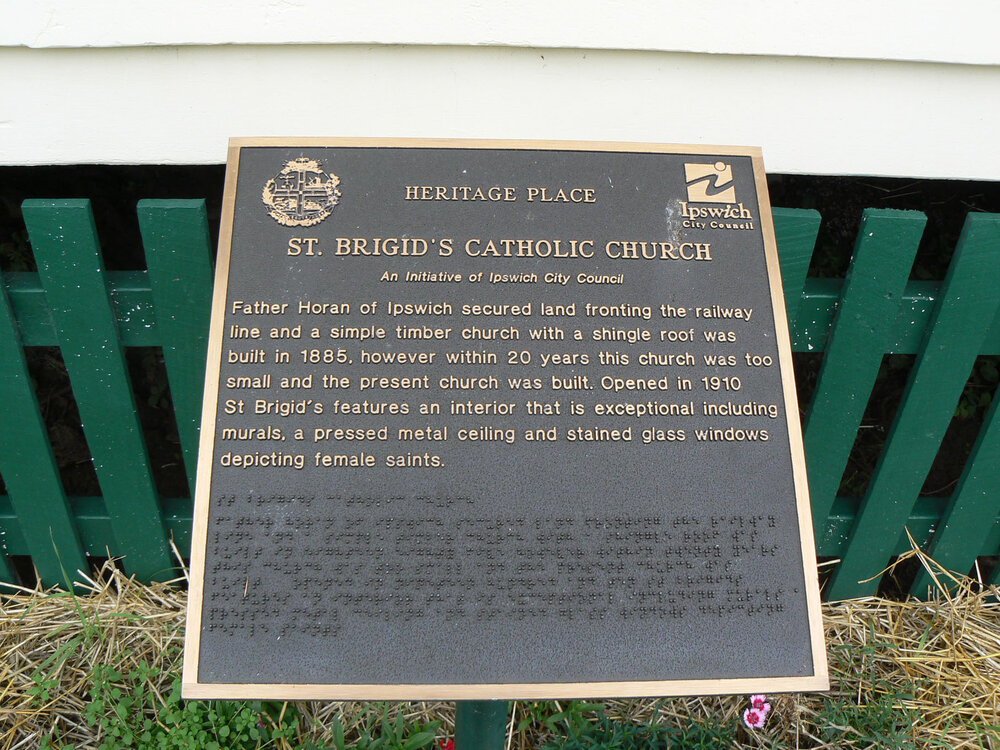 HERITAGE PLACE
Ipswich
City Council
ST. BRIGID'S CATHOLIC CHURCH
An Initiative of Ipswich City Council
Father Horan of Ipswich secured land fronting the railway
line and a simple timber church with a shingle roof was
built in 1885, however within 20 years this church was too
small and the present church was built. Opened in 1910
St Brigid's features an interior that is exceptional including
murals, a pressed metal ceiling and stained glass windows
depicting female saints.